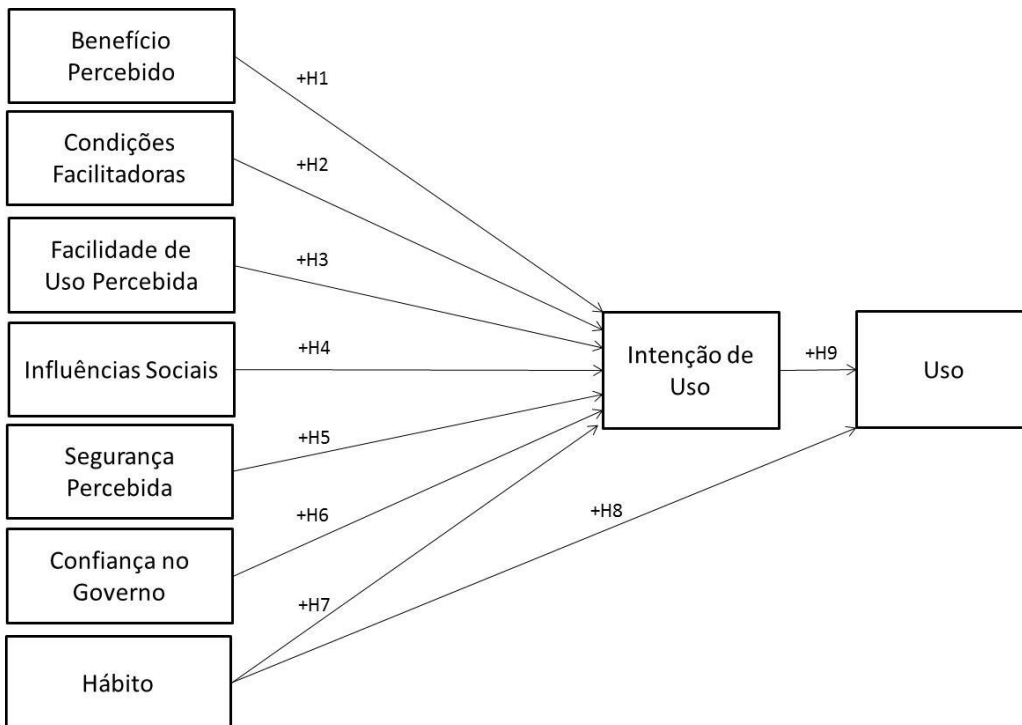 Benefício
Percebido
+H1
Condições
Facilitadoras
+H2
Facilidade de
Uso Percebida
+H3
Influências Sociais
+H4
Segurança
Percebida
+H5
Confiança no
Governo
+H6
Hábito
+H7
+H8
Intenção de
Uso
+H9
Uso